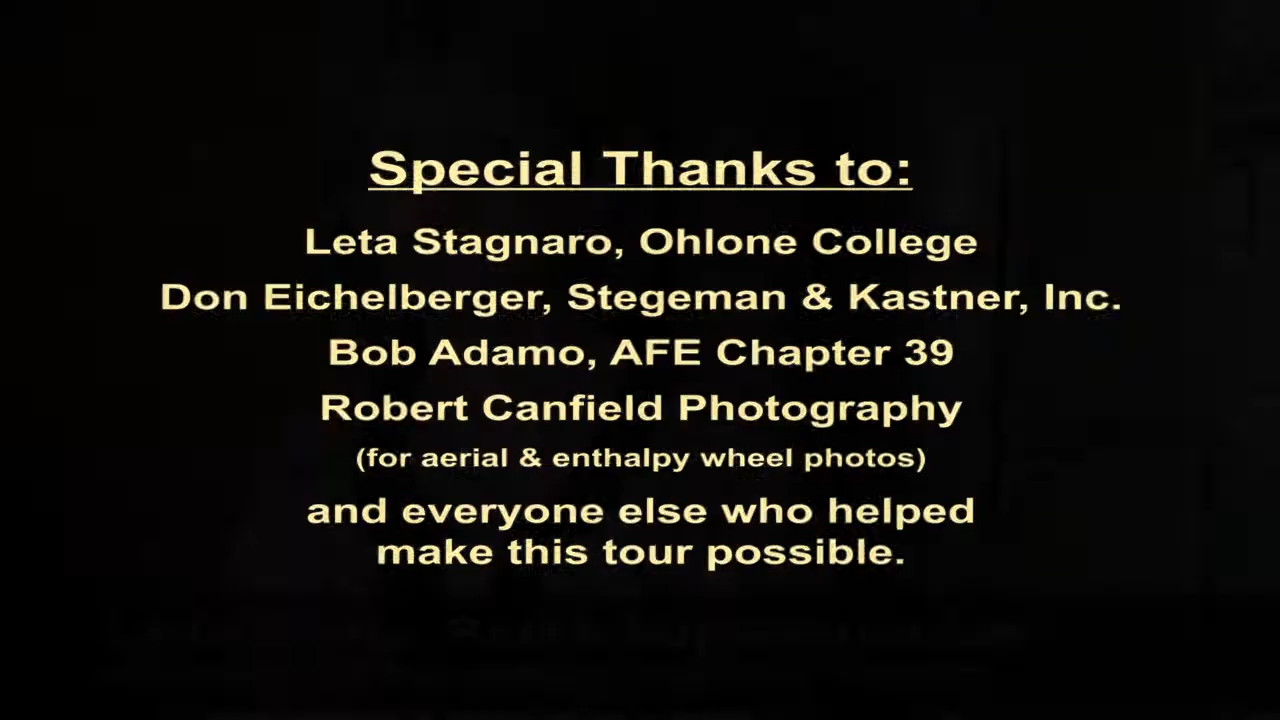 Special Thanks to:
Leta Stagnaro, Ohlone College
Don Eichelberger, Stegeman & Kastner, Inc.
Bob Adamo, AFE Chapter 39
Robert Canfield Photography
(for aerial & enthalpy wheel photos)
and everyone else who helped
make this tour possible.